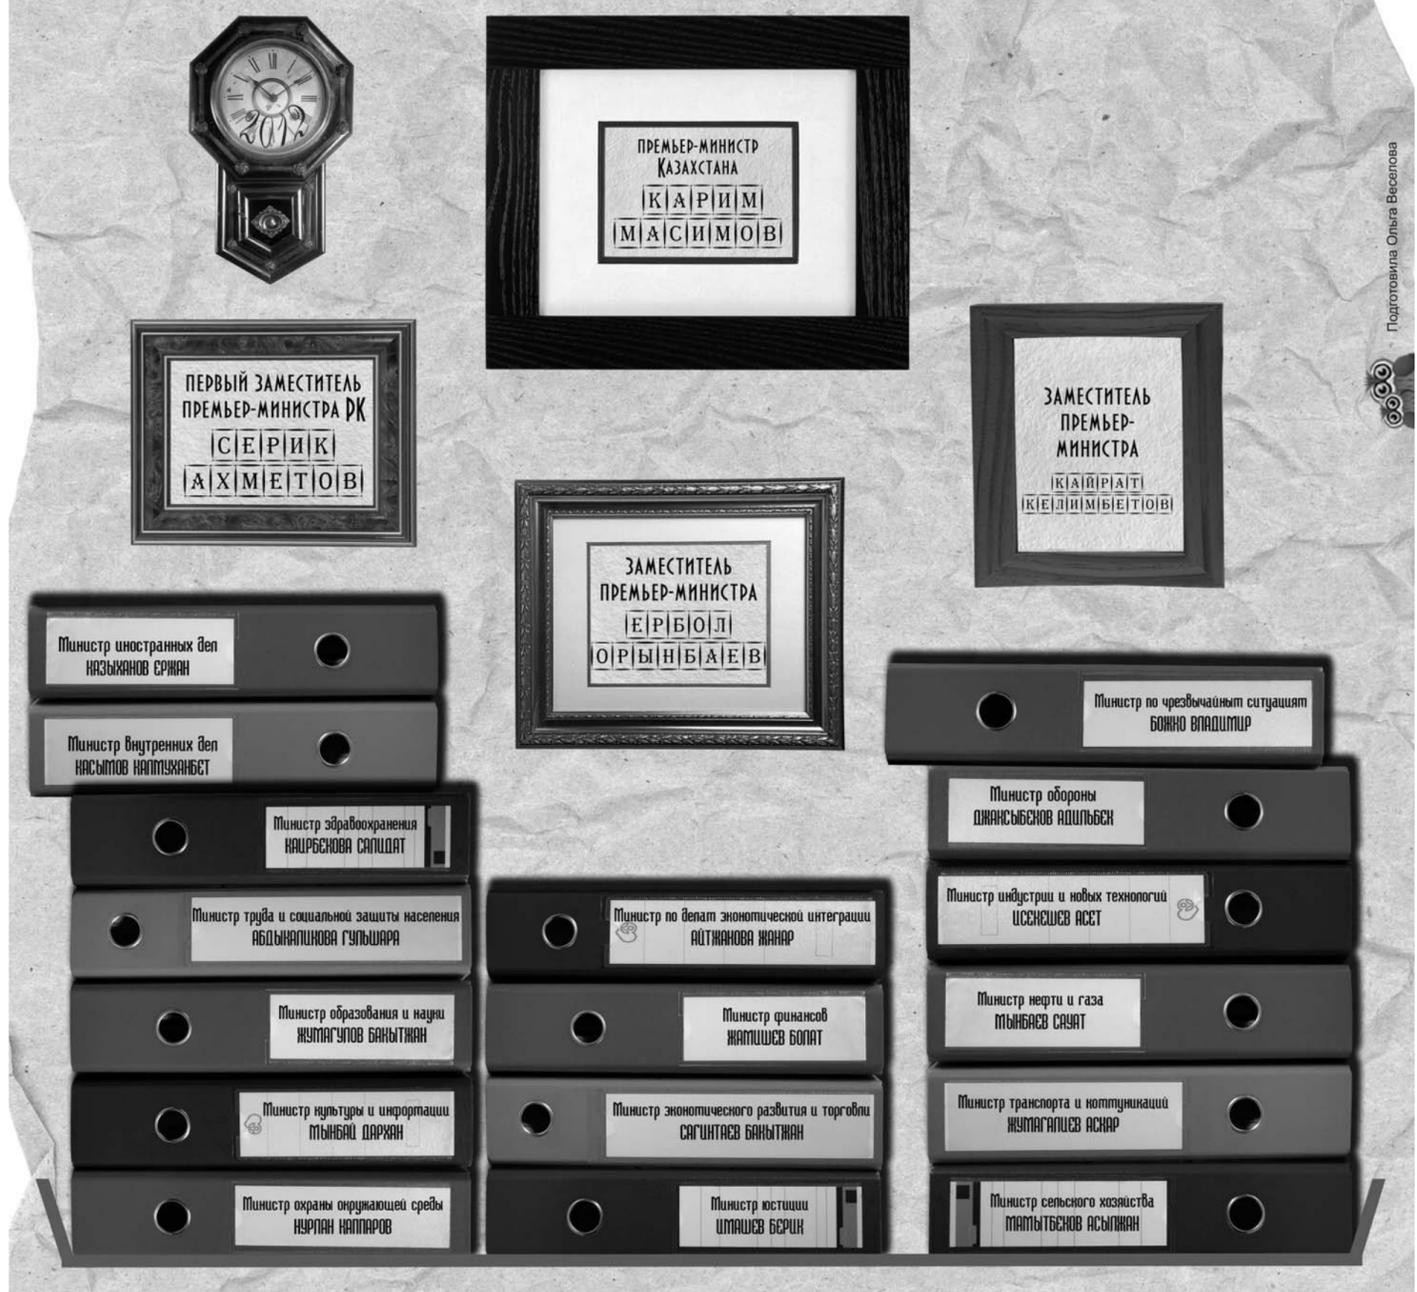 2012
ПРЕМЬЕР-МИНИСТР
КАЗАХСТАНА
КАРИМ
МАСИМОВ
Подготовила Ольга Веселова
ПЕРВЫЙ ЗАМЕСТИТЕЛЬ
ПРЕМЬЕР-МИНИСТРА РК
СЕРИК
АХМЕТОВ
ЗАМЕСТИТЕЛЬ
ПРЕМЬЕР-
МИНИСТРА
КАЙРАТ
КЕЛИМБЕТОВ
ЗАМЕСТИТЕЛЬ
ПРЕМЬЕР-МИНИСТРА
ЕРБОЛ
ОРЫНБАЕВ
Министр иностранных дел
КАЗЫХАНОВ ЕРЖАН
Министр внутренних дел
КАСЫМОВ КАЛМУХАНБЕТ
Министр здравоохранения
КАИРБЕКОВА САЛИДАТ
Министр труда и социальной защиты населения
АБДЫКАЛИКОВА ГУЛЬШАРА
Министр образования и науки
ЖУМАГУЛОВ БАКЫТЖАН
Министр культуры и информации
МЫНБАЙ ДАРХАН
Министр охраны окружающей среды
НУРЛАН КАППАРОВ
Министр по делам экономической интеграции
АЙТЖАНОВА ЖАНАР
Министр финансов
ЖАМИШЕВ БОЛАТ
Министр экономического развития и торговли
САГИНТАЕВ БАКЫТЖАН
Министр юстиции
ИМАШЕВ БЕРИК
Министр по чрезвычайным ситуациям
БОЖКО ВЛАДИМИР
Министр обороны
ДЖАКСЫБЕКОВ АДИЛЬБЕК
Министр индустрии и новых технологий
ИСЕКЕШЕВ АСЕТ
Министр нефти и газа
МЫНБАЕВ САУАТ
Министр транспорта и коммуникаций
ЖУМАГАЛИЕВ АСКАР
Министр сельского хозяйства
МАМЫТБЕКОВ АСЫЛЖАН